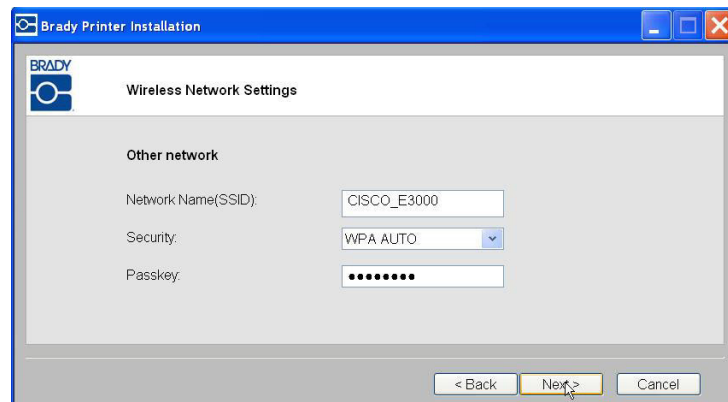 Brady Printer Installation
BRADY
Wireless Network Settings
Other network
Network Name(SSID):
CISCO_E3000
Security:
WPA AUTO
Passkey:
●●●●●●●●
< Back
Next >
Cancel